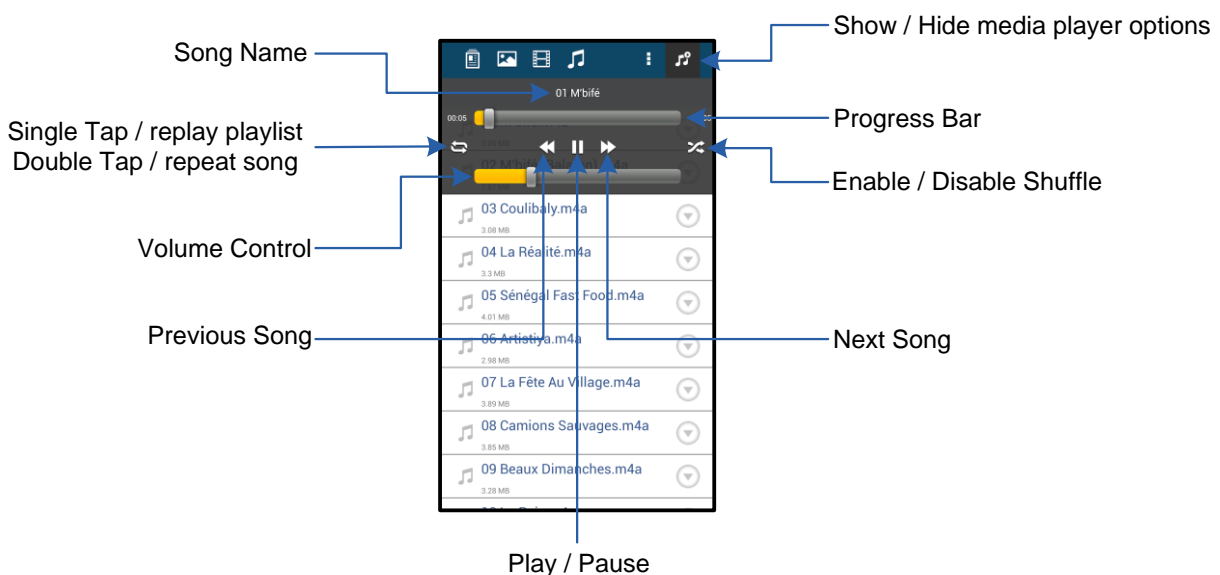 Show / Hide media player options
Song Name
01 M'bifé
00:05
Progress Bar
Single Tap / replay playlist
Double Tap / repeat song
02 M'bifé (Balafon).m4a
Enable / Disable Shuffle
03 Coulibaly.m4a
3.08 MB
Volume Control
04 La Réalité.m4a
3.3 MB
05 Sénégal Fast Food.m4a
4.01 MB
Previous Song
06 Artistiya.m4a
2.98 MB
Next Song
07 La Fête Au Village.m4a
3.89 MB
08 Camions Sauvages.m4a
3.85 MB
09 Beaux Dimanches.m4a
3.28 MB
Play / Pause